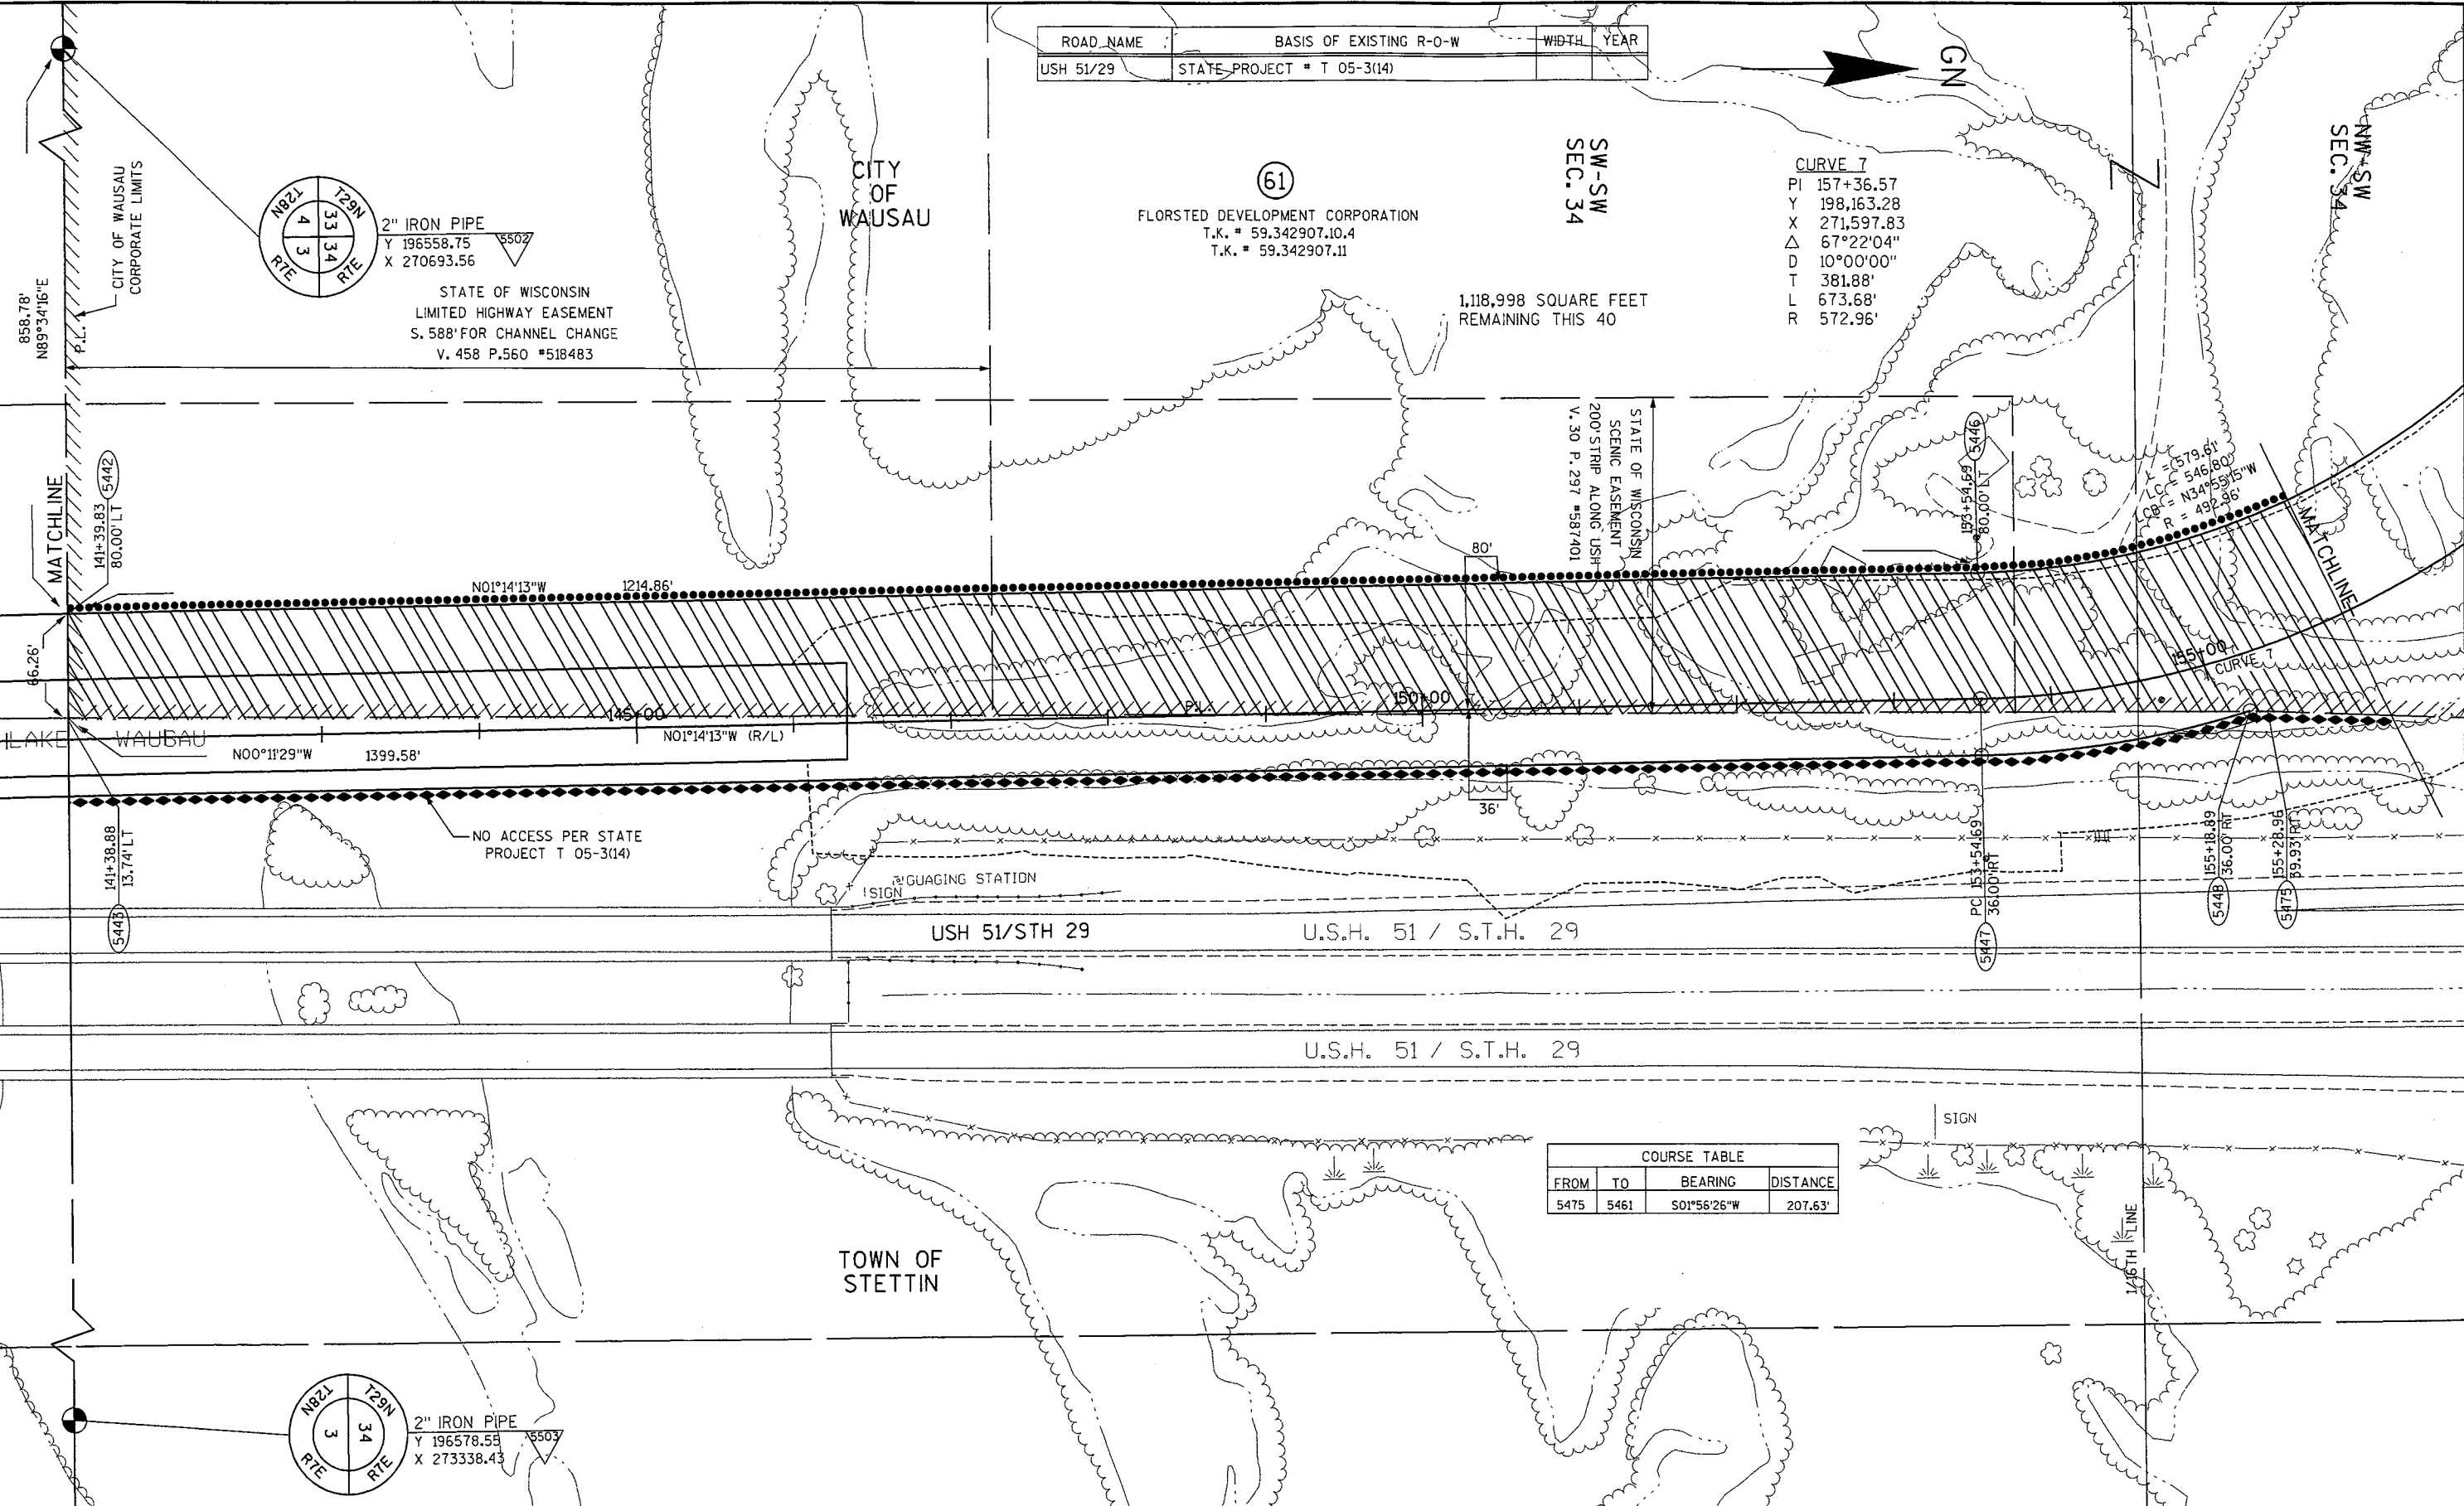 ROAD NAME BASIS OF EXISTING R-O-W WIDTH YEAR
USH 51/29 STATE PROJECT # T 05-3(14)
GN
CITY OF WAUSAU
CORPORATE LIMITS
858.78'
N89°34'16"E
P.L.
T28N T29N
4 33
3 34
R7E R7E
2" IRON PIPE
Y 196558.75
X 270693.56
5502
STATE OF WISCONSIN
LIMITED HIGHWAY EASEMENT
S. 588' FOR CHANNEL CHANGE
V. 458 P.560 #518483
CITY
OF
WAUSAU
61
FLORSTED DEVELOPMENT CORPORATION
T.K. # 59.342907.10.4
T.K. # 59.342907.11
1,118,998 SQUARE FEET
REMAINING THIS 40
SW-SW
SEC. 34
CURVE 7
PI 157+36.57
Y 198,163.28
X 271,597.83
△ 67°22'04"
D 10°00'00"
T 381.88'
L 673.68'
R 572.96'
NW-SW
SEC. 34
STATE OF WISCONSIN
SCENIC EASEMENT
200' STRIP ALONG USH
V. 30 P. 297 #587401
MATCHLINE
141+39.83
80.00' LT
5442
153+54.69
80.00' LT
5446
L = 579.61'
LC = 546.80'
LCB = N34°55'15"W
R = 492.96'
MATCHLINE
N01°14'13"W 1214.86'
80'
66.26'
145+00
150+00
P.L.
155+00
CURVE 7
LAKE WAUSAU
N00°11'29"W 1399.58'
N01°14'13"W (R/L)
36'
NO ACCESS PER STATE
PROJECT T 05-3(14)
141+38.88
13.74' LT
5443
GUAGING STATION
SIGN
PC 153+54.69
36.00' RT
5447
155+18.89
36.00' RT
5448
155+28.96
39.93' RT
5475
USH 51/STH 29
U.S.H. 51 / S.T.H. 29
U.S.H. 51 / S.T.H. 29
SIGN
COURSE TABLE
FROM TO BEARING DISTANCE
5475 5461 S01°56'26"W 207.63'
1/16TH LINE
TOWN OF
STETTIN
T28N T29N
3 34
R7E R7E
2" IRON PIPE
Y 196578.55
X 273338.43
5503